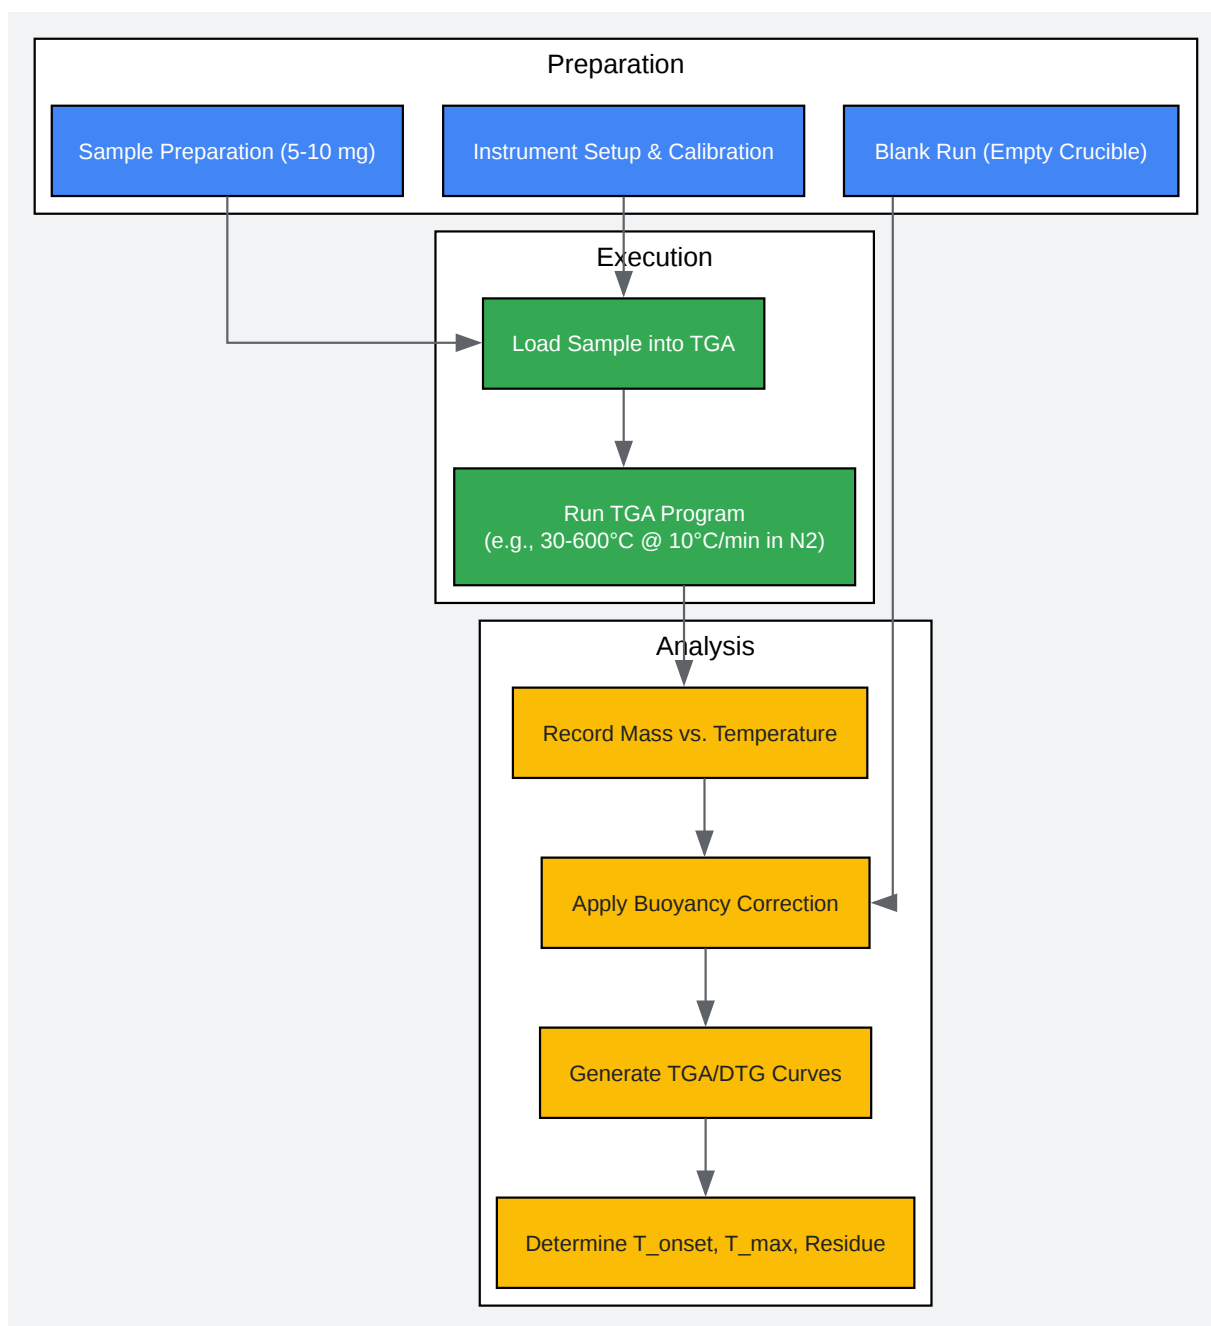 Preparation
Sample Preparation (5-10 mg)
Instrument Setup & Calibration
Blank Run (Empty Crucible)
Execution
Load Sample into TGA
Run TGA Program
(e.g., 30-600°C @ 10°C/min in N2)
Analysis
Record Mass vs. Temperature
Apply Buoyancy Correction
Generate TGA/DTG Curves
Determine T_onset, T_max, Residue